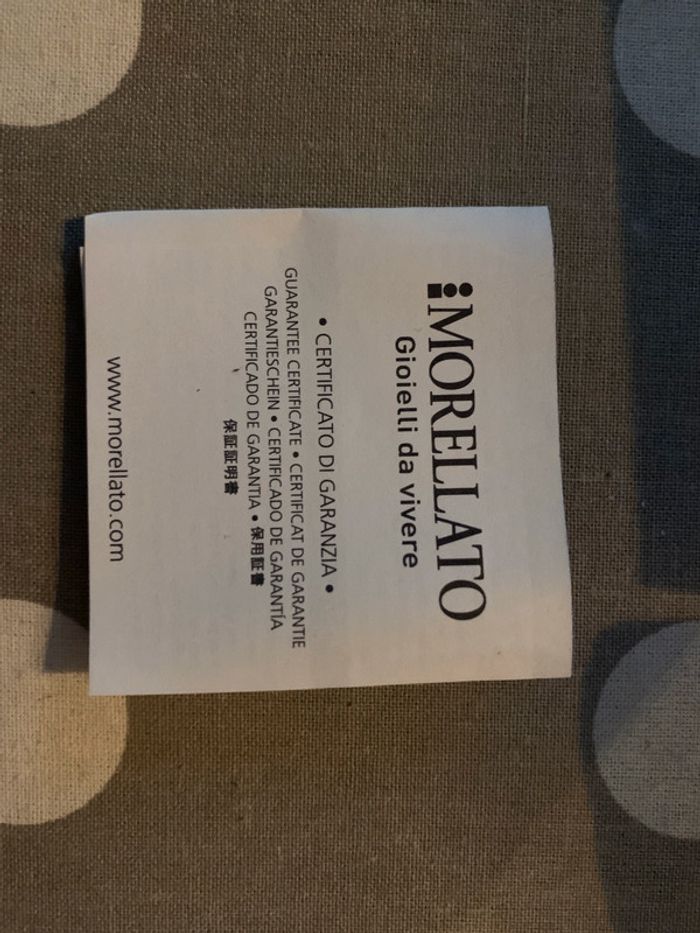 MORELLATO
Gioielli da vivere
• CERTIFICATO DI GARANZIA •
GUARANTEE CERTIFICATE • CERTIFICAT DE GARANTIE
GARANTIESCHEIN • CERTIFICADO DE GARANTÍA
CERTIFICADO DE GARANTIA • 保用証書
保証証明書
www.morellato.com